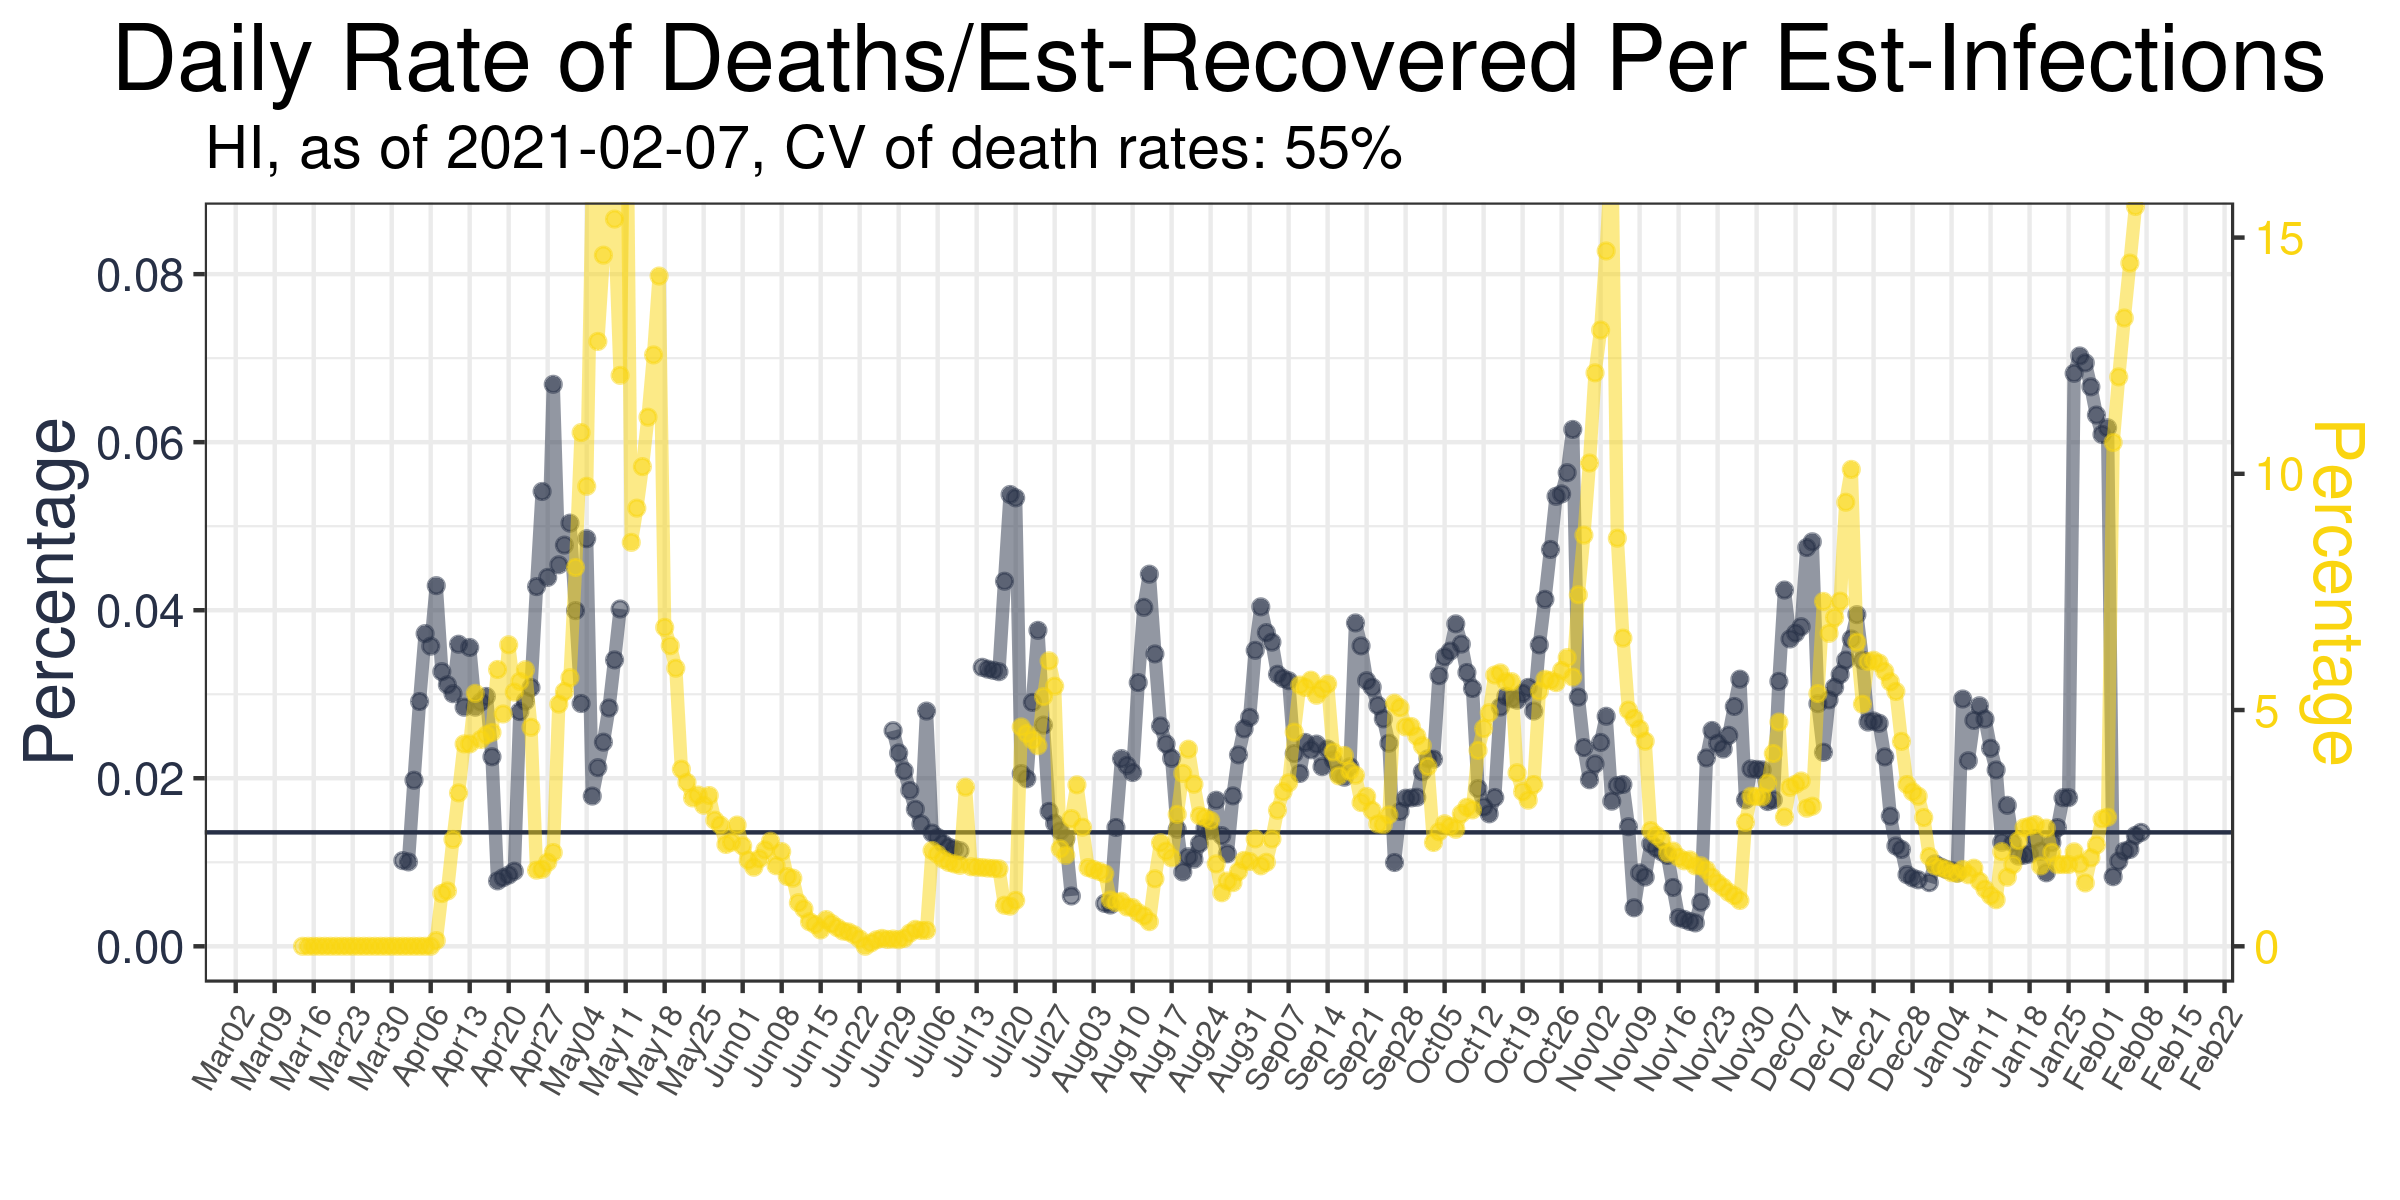 Daily Rate of Deaths/Est-Recovered Per Est-Infections
HI, as of 2021-02-07, CV of death rates: 55%
Percentage
0.08
0.06
0.04
0.02
0.00
15
10
5
0
Percentage
Mar02
Mar09
Mar16
Mar23
Mar30
Apr06
Apr13
Apr20
Apr27
May04
May11
May18
May25
Jun01
Jun08
Jun15
Jun22
Jun29
Jul06
Jul13
Jul20
Jul27
Aug03
Aug10
Aug17
Aug24
Aug31
Sep07
Sep14
Sep21
Sep28
Oct05
Oct12
Oct19
Oct26
Nov02
Nov09
Nov16
Nov23
Nov30
Dec07
Dec14
Dec21
Dec28
Dec04
Jan11
Jan18
Jan25
Feb01
Feb08
Feb15
Feb22